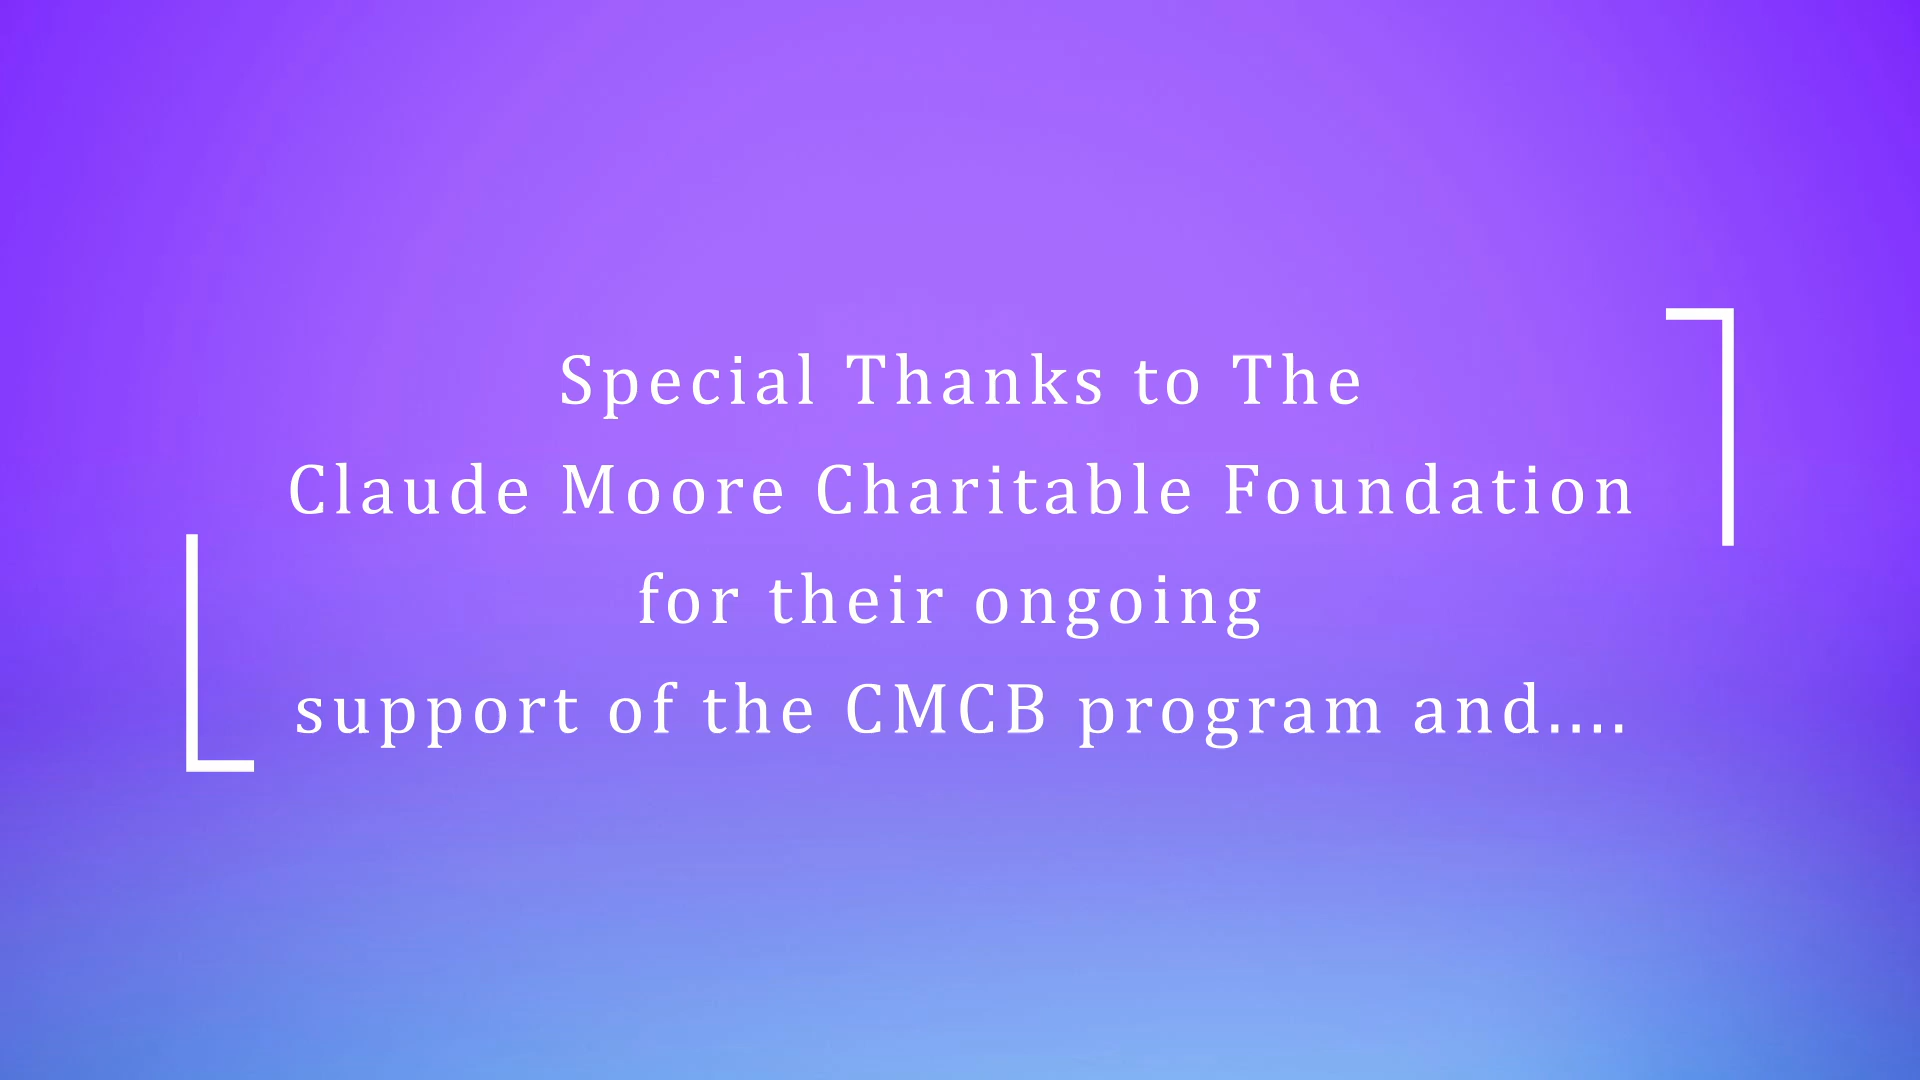 Special Thanks to The
Claude Moore Charitable Foundation
for their ongoing
support of the CMCB program and....